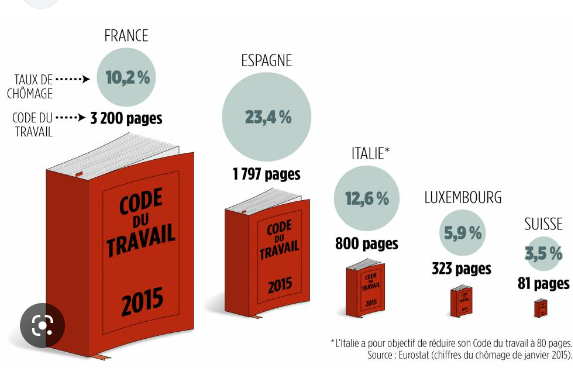 FRANCE
TAUX DE
CHÔMAGE
10,2 %
CODE DU
TRAVAIL
3 200 pages
CODE
DU
TRAVAIL
2015
ESPAGNE
23,4 %
1 797 pages
CODE
DU
TRAVAIL
2015
ITALIE*
12,6 %
800 pages
CODE
DU
TRAVAIL
2015
LUXEMBOURG
5,9 %
323 pages
SUISSE
3,5 %
81 pages
*L'Italie a pour objectif de réduire son Code du travail à 80 pages.
Source : Eurostat (chiffres du chômage de janvier 2015).